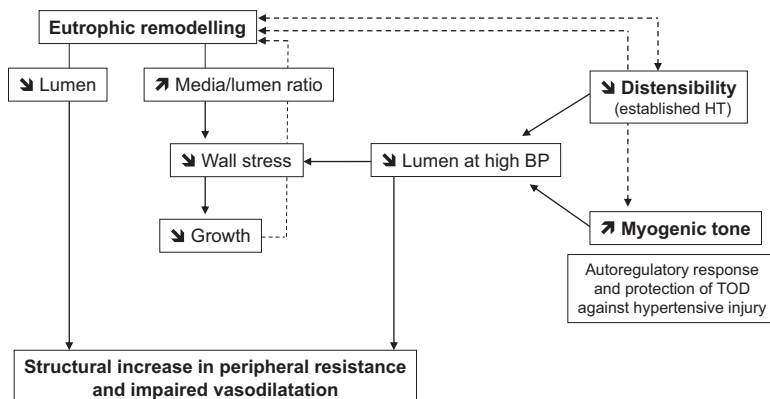 Eutrophic remodelling
➘ Lumen
➚ Media/lumen ratio
➘ Distensibility
(established HT)
➘ Wall stress
➘ Lumen at high BP
➘ Growth
➚ Myogenic tone
Autoregulatory response
and protection of TOD
against hypertensive injury
Structural increase in peripheral resistance
and impaired vasodilatation